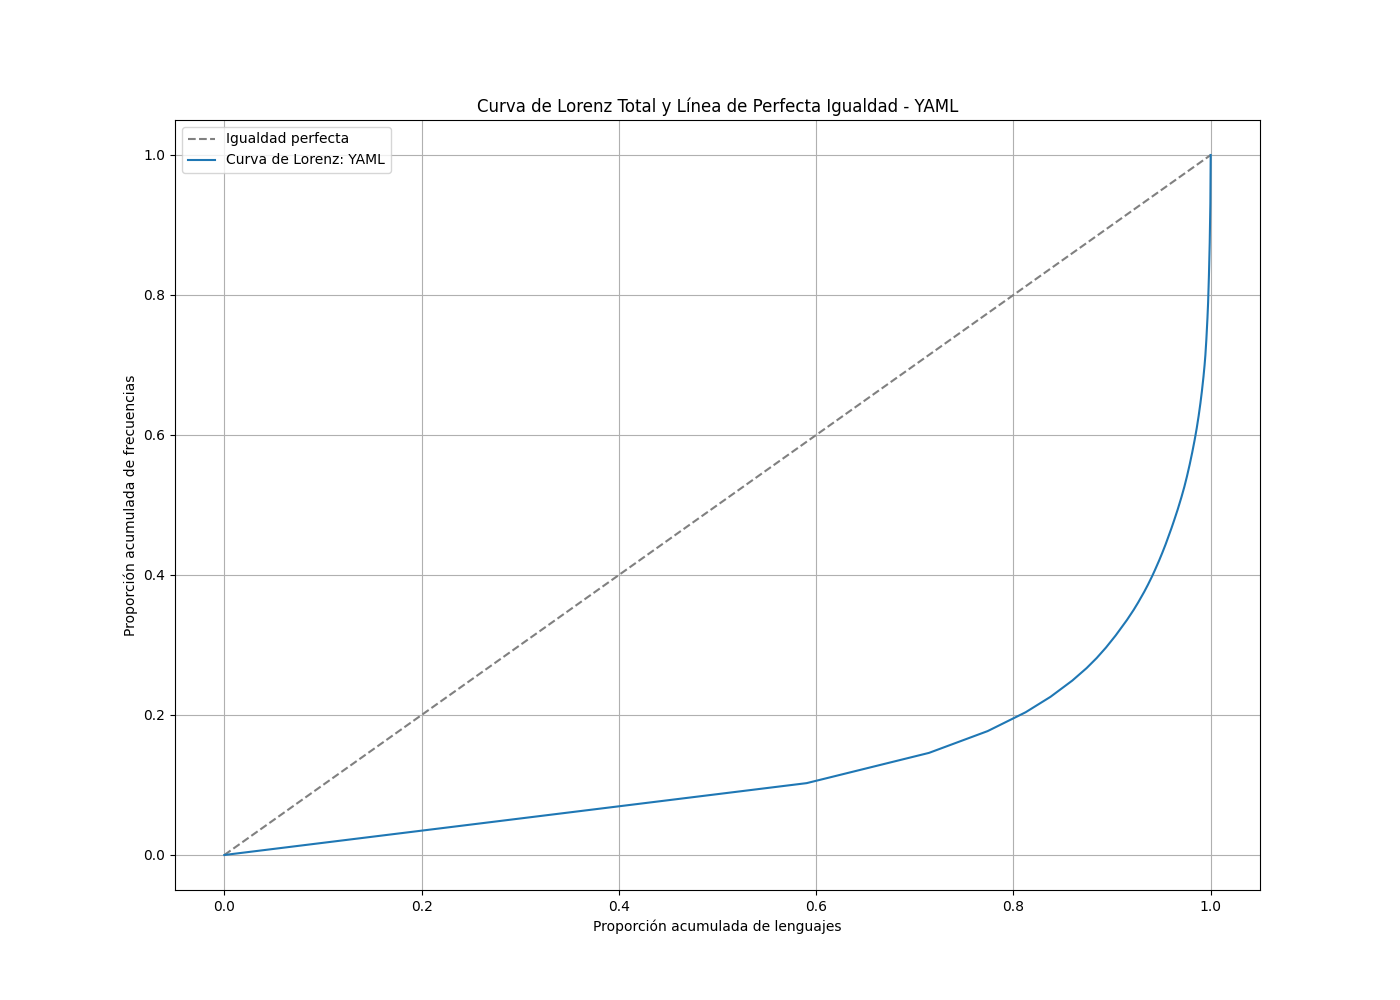 Curva de Lorenz Total y Línea de Perfecta Igualdad - YAML
Igualdad perfecta
Curva de Lorenz: YAML
1.0
0.8
0.6
0.4
0.2
0.0
Proporción acumulada de frecuencias
0.0 0.2 0.4 0.6 0.8 1.0
Proporción acumulada de lenguajes